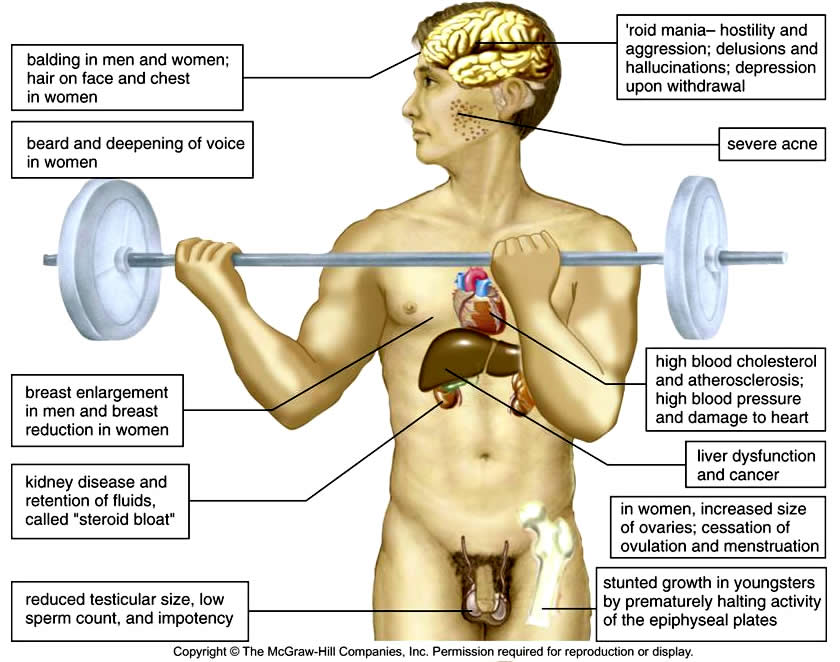 balding in men and women;
hair on face and chest
in women
'roid mania– hostility and
aggression; delusions and
hallucinations; depression
upon withdrawal
beard and deepening of voice
in women
severe acne
breast enlargement
in men and breast
reduction in women
high blood cholesterol
and atherosclerosis;
high blood pressure
and damage to heart
liver dysfunction
and cancer
kidney disease and
retention of fluids,
called "steroid bloat"
in women, increased size
of ovaries; cessation of
ovulation and menstruation
reduced testicular size, low
sperm count, and impotency
stunted growth in youngsters
by prematurely halting activity
of the epiphyseal plates
Copyright © The McGraw-Hill Companies, Inc. Permission required for reproduction or display.